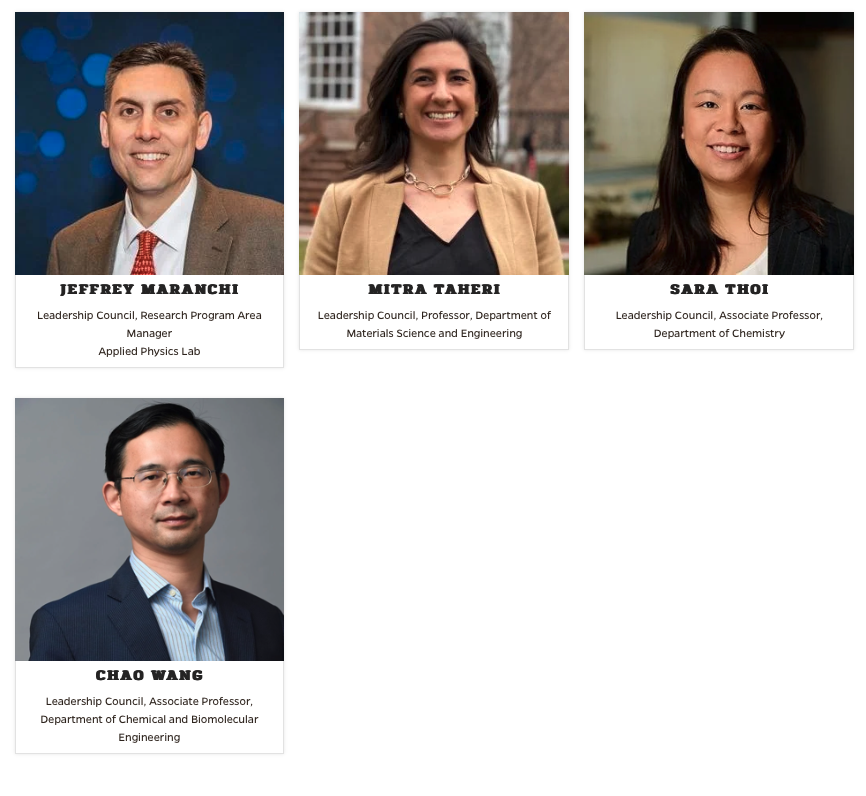 JEFFREY MARANCHI
Leadership Council, Research Program Area
Manager
Applied Physics Lab
MITRA TAHERI
Leadership Council, Professor, Department of
Materials Science and Engineering
SARA THOI
Leadership Council, Associate Professor,
Department of Chemistry
CHAO WANG
Leadership Council, Associate Professor,
Department of Chemical and Biomolecular
Engineering